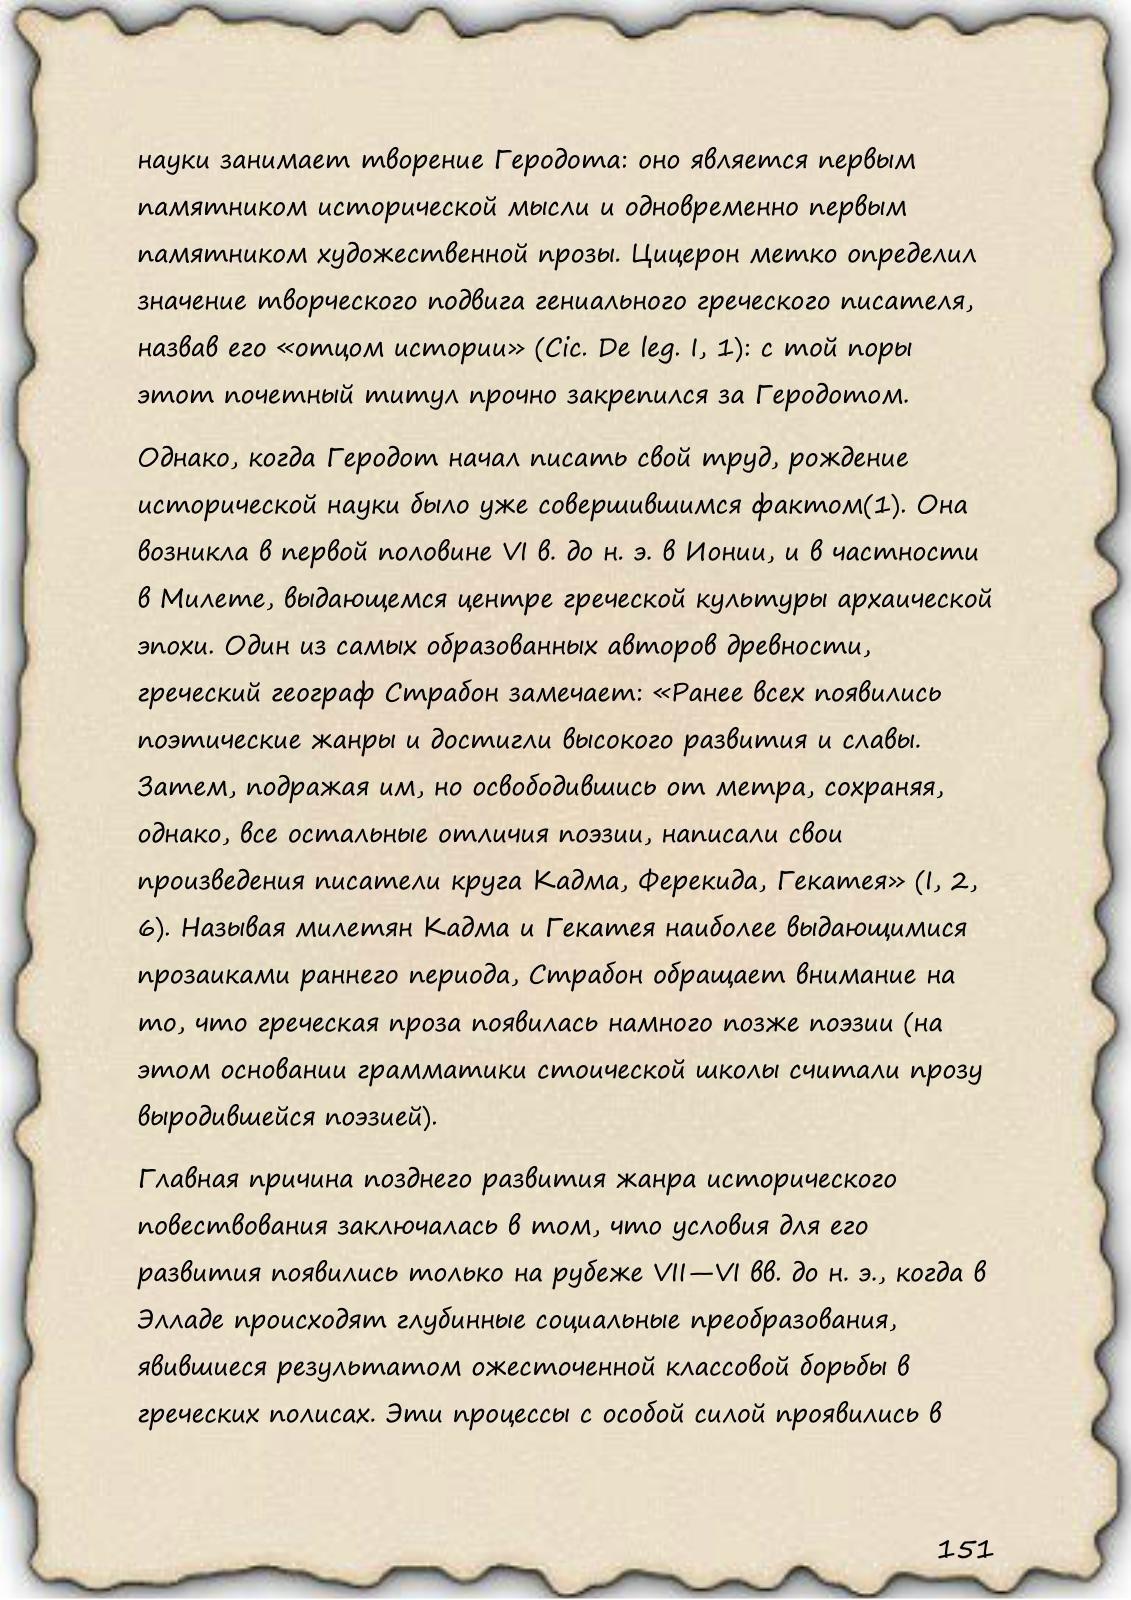 науки занимает творение Геродота: оно является первым
памятником исторической мысли и одновременно первым
памятником художественной прозы. Цицерон метко определил
значение творческого подвига гениального греческого писателя,
назвав его «отцом истории» (Cic. De leg. I, 1): с той поры
этот почетный титул прочно закрепился за Геродотом.
Однако, когда Геродот начал писать свой труд, рождение
исторической науки было уже совершившимся фактом(1). Она
возникла в первой половине VI в. до н. э. в Ионии, и в частности
в Милете, выдающемся центре греческой культуры архаической
эпохи. Один из самых образованных авторов древности,
греческий географ Страбон замечает: «Ранее всех появились
поэтические жанры и достигли высокого развития и славы.
Затем, подражая им, но освободившись от метра, сохраняя,
однако, все остальные отличия поэзии, написали свои
произведения писатели круга Кадма, Ферекида, Гекатея» (I, 2,
6). Называя милетян Кадма и Гекатея наиболее выдающимися
прозаиками раннего периода, Страбон обращает внимание на
то, что греческая проза появилась намного позже поэзии (на
этом основании грамматики стоической школы считали прозу
выродившейся поэзией).
Главная причина позднего развития жанра исторического
повествования заключалась в том, что условия для его
развития появились только на рубеже VII—VI вв. до н. э., когда в
Элладе происходят глубинные социальные преобразования,
явившиеся результатом ожесточенной классовой борьбы в
греческих полисах. Эти процессы с особой силой проявились в
151